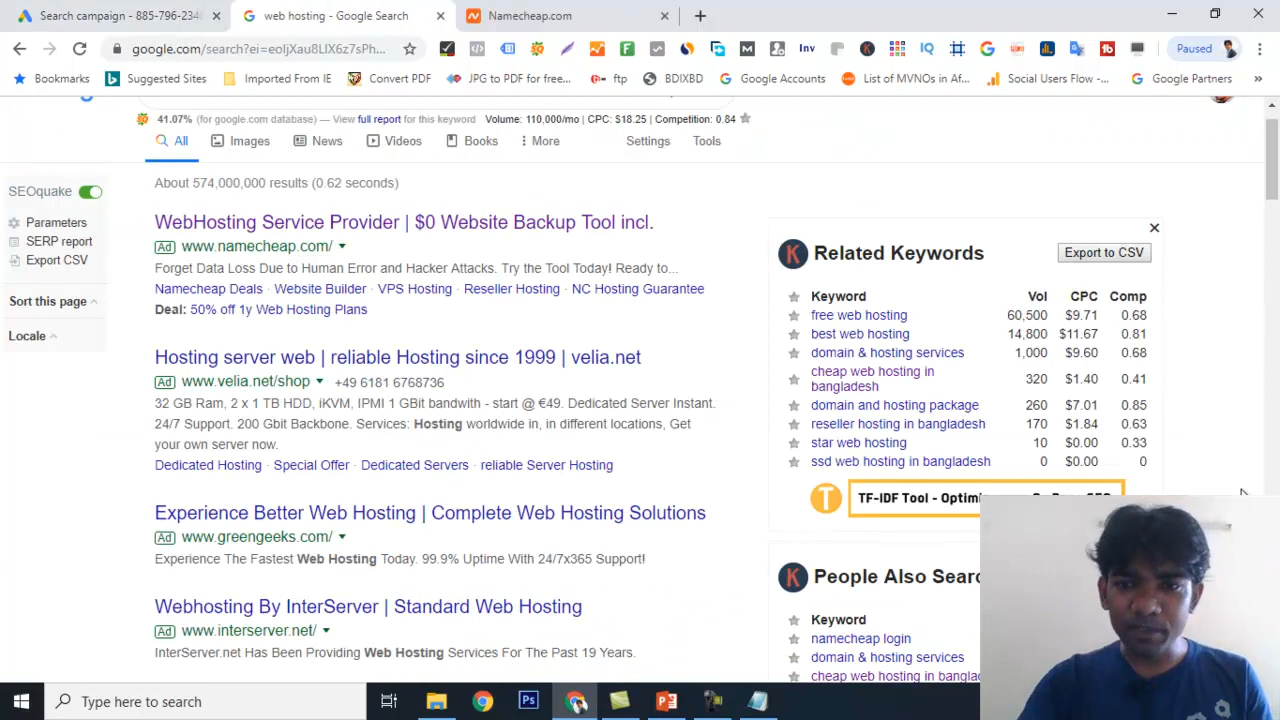 Search campaign - 885-796-234
web hosting - Google Search
Namecheap.com
google.com/search?ei=eoIjXau8LIX6z7sPh...
Inv
Paused
Bookmarks
Suggested Sites
Imported From IE
Convert PDF
JPG to PDF for free...
ftp
BDIXBD
Google Accounts
List of MVNOs in Af...
Social Users Flow -...
Google Partners
41.07% (for google.com database) — View full report for this keyword Volume: 110,000/mo | CPC: $18.25 | Competition: 0.84
All
Images
News
Videos
Books
More
Settings
Tools
SEOquake
Parameters
SERP report
Export CSV
Sort this page
Locale
About 574,000,000 results (0.62 seconds)
WebHosting Service Provider | $0 Website Backup Tool incl.
Ad www.namecheap.com/
Forget Data Loss Due to Human Error and Hacker Attacks. Try the Tool Today! Ready to...
Namecheap Deals · Website Builder · VPS Hosting · Reseller Hosting · NC Hosting Guarantee
Deal: 50% off 1y Web Hosting Plans
Hosting server web | reliable Hosting since 1999 | velia.net
Ad www.velia.net/shop +49 6181 6768736
32 GB Ram, 2 x 1 TB HDD, iKVM, IPMI 1 GBit bandwith - start @ €49. Dedicated Server Instant.
24/7 Support. 200 Gbit Backbone. Services: Hosting worldwide in, in different locations, Get
your own server now.
Dedicated Hosting · Special Offer · Dedicated Servers · reliable Server Hosting
Experience Better Web Hosting | Complete Web Hosting Solutions
Ad www.greengeeks.com/
Experience The Fastest Web Hosting Today. 99.9% Uptime With 24/7x365 Support!
Webhosting By InterServer | Standard Web Hosting
Ad www.interserver.net/
InterServer.net Has Been Providing Web Hosting Services For The Past 19 Years.
Related Keywords
Export to CSV
Keyword Vol CPC Comp
free web hosting 60,500 $9.71 0.68
best web hosting 14,800 $11.67 0.81
domain & hosting services 1,000 $9.60 0.68
cheap web hosting in
bangladesh 320 $1.40 0.41
domain and hosting package 260 $7.01 0.85
reseller hosting in bangladesh 170 $1.84 0.63
star web hosting 10 $0.00 0.33
ssd web hosting in bangladesh 0 $0.00 0
TF-IDF Tool - Optimi
People Also Sear
Keyword
namecheap login
domain & hosting services
cheap web hosting in bangla
Type here to search